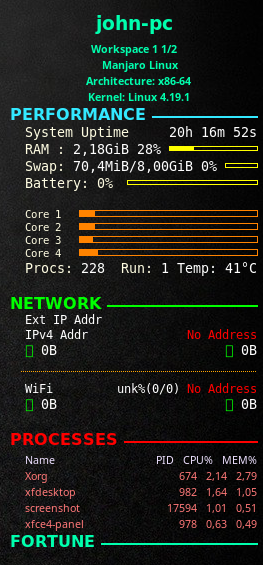 john-pc
Workspace 1 1/2
Manjaro Linux
Architecture: x86-64
Kernel: Linux 4.19.1
PERFORMANCE
System Uptime 20h 16m 52s
RAM : 2,18GiB 28%
Swap: 70,4MiB/8,00GiB 0%
Battery: 0%
Core 1
Core 2
Core 3
Core 4
Procs: 228 Run: 1 Temp: 41°C
NETWORK
Ext IP Addr
IPv4 Addr No Address
0B 0B
WiFi unk%(0/0) No Address
0B 0B
PROCESSES
Name PID CPU% MEM%
Xorg 674 2,14 2,79
xfdesktop 982 1,64 1,05
screenshot 17594 1,01 0,51
xfce4-panel 978 0,63 0,49
FORTUNE